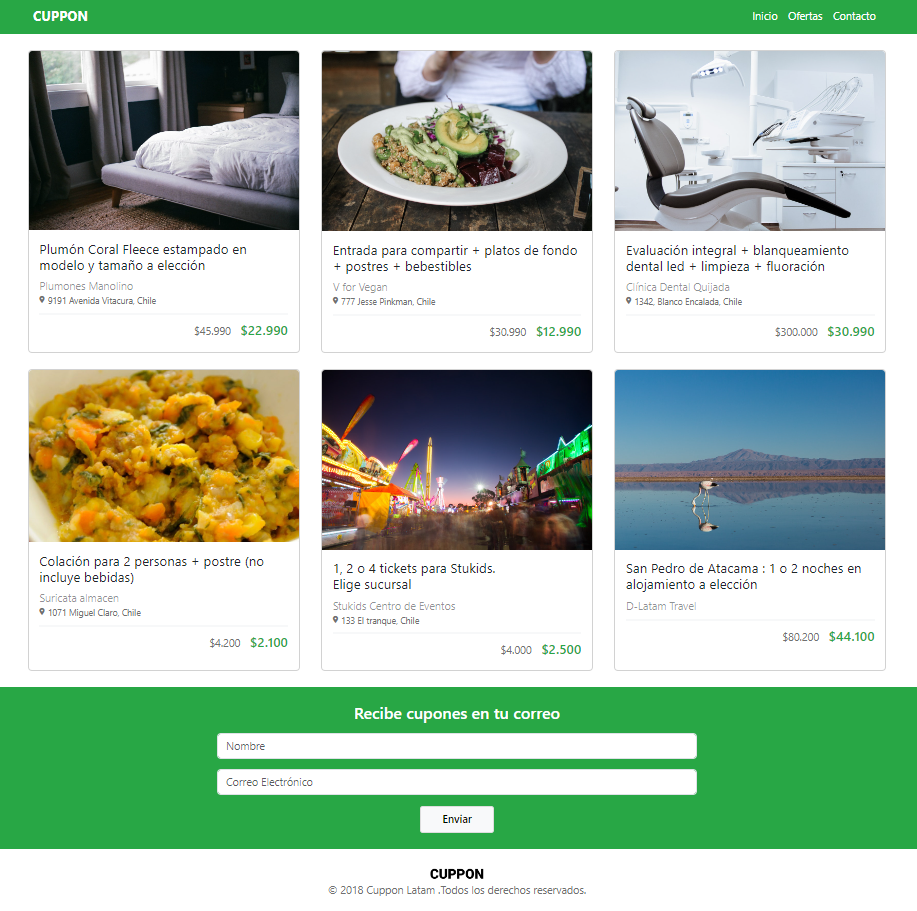 CUPPON
Inicio Ofertas Contacto
Plumón Coral Fleece estampado en
modelo y tamaño a elección
Plumones Manolino
9191 Avenida Vitacura, Chile
$45.990 $22.990
Entrada para compartir + platos de fondo
+ postres + bebestibles
V for Vegan
777 Jesse Pinkman, Chile
$30.990 $12.990
Evaluación integral + blanqueamiento
dental led + limpieza + fluoración
Clínica Dental Quijada
1342, Blanco Encalada, Chile
$300.000 $30.990
Colación para 2 personas + postre (no
incluye bebidas)
Suricata almacen
1071 Miguel Claro, Chile
$4.200 $2.100
1, 2 o 4 tickets para Stukids.
Elige sucursal
Stukids Centro de Eventos
133 El tranque, Chile
$4.000 $2.500
San Pedro de Atacama : 1 o 2 noches en
alojamiento a elección
D-Latam Travel
$80.200 $44.100
Recibe cupones en tu correo
Nombre
Correo Electrónico
Enviar
CUPPON
© 2018 Cuppon Latam .Todos los derechos reservados.